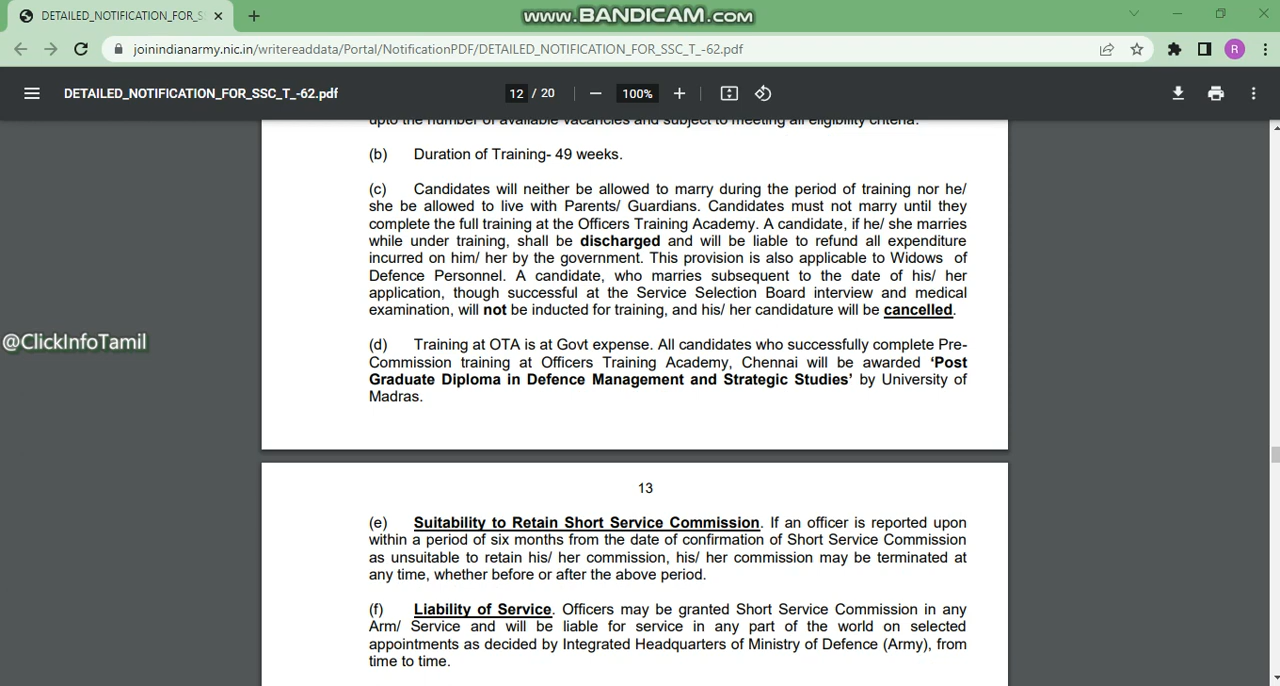 DETAILED_NOTIFICATION_FOR_S
www.BANDICAM.com
joinindianarmy.nic.in/writereaddata/Portal/NotificationPDF/DETAILED_NOTIFICATION_FOR_SSC_T_-62.pdf
R
DETAILED_NOTIFICATION_FOR_SSC_T_-62.pdf
12 / 20
100%
upto the number of available vacancies and subject to meeting all eligibility criteria.
(b) Duration of Training- 49 weeks.
(c) Candidates will neither be allowed to marry during the period of training nor he/
she be allowed to live with Parents/ Guardians. Candidates must not marry until they
complete the full training at the Officers Training Academy. A candidate, if he/ she marries
while under training, shall be discharged and will be liable to refund all expenditure
incurred on him/ her by the government. This provision is also applicable to Widows of
Defence Personnel. A candidate, who marries subsequent to the date of his/ her
application, though successful at the Service Selection Board interview and medical
examination, will not be inducted for training, and his/ her candidature will be cancelled.
@ClickInfoTamil
(d) Training at OTA is at Govt expense. All candidates who successfully complete Pre-
Commission training at Officers Training Academy, Chennai will be awarded ‘Post
Graduate Diploma in Defence Management and Strategic Studies’ by University of
Madras.
13
(e) Suitability to Retain Short Service Commission. If an officer is reported upon
within a period of six months from the date of confirmation of Short Service Commission
as unsuitable to retain his/ her commission, his/ her commission may be terminated at
any time, whether before or after the above period.
(f) Liability of Service. Officers may be granted Short Service Commission in any
Arm/ Service and will be liable for service in any part of the world on selected
appointments as decided by Integrated Headquarters of Ministry of Defence (Army), from
time to time.